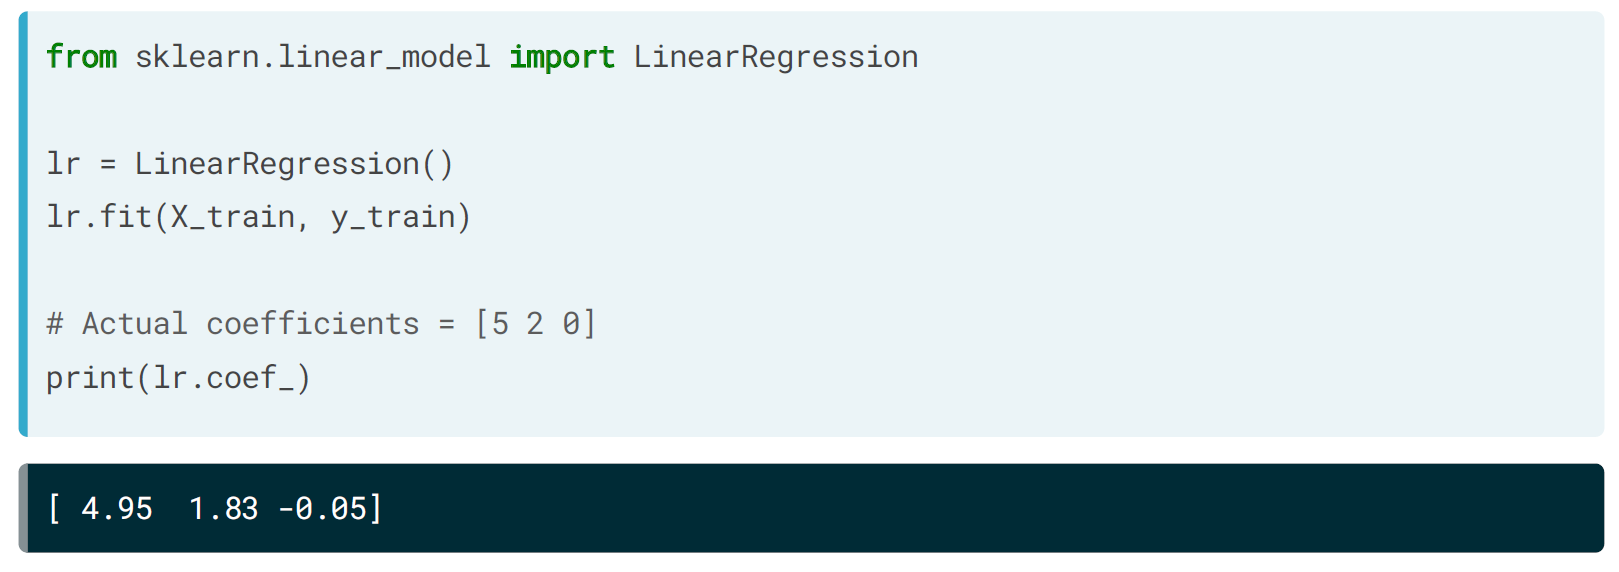 from sklearn.linear_model import LinearRegression
lr = LinearRegression()
lr.fit(X_train, y_train)
# Actual coefficients = [5 2 0]
print(lr.coef_)
[ 4.95  1.83 -0.05]